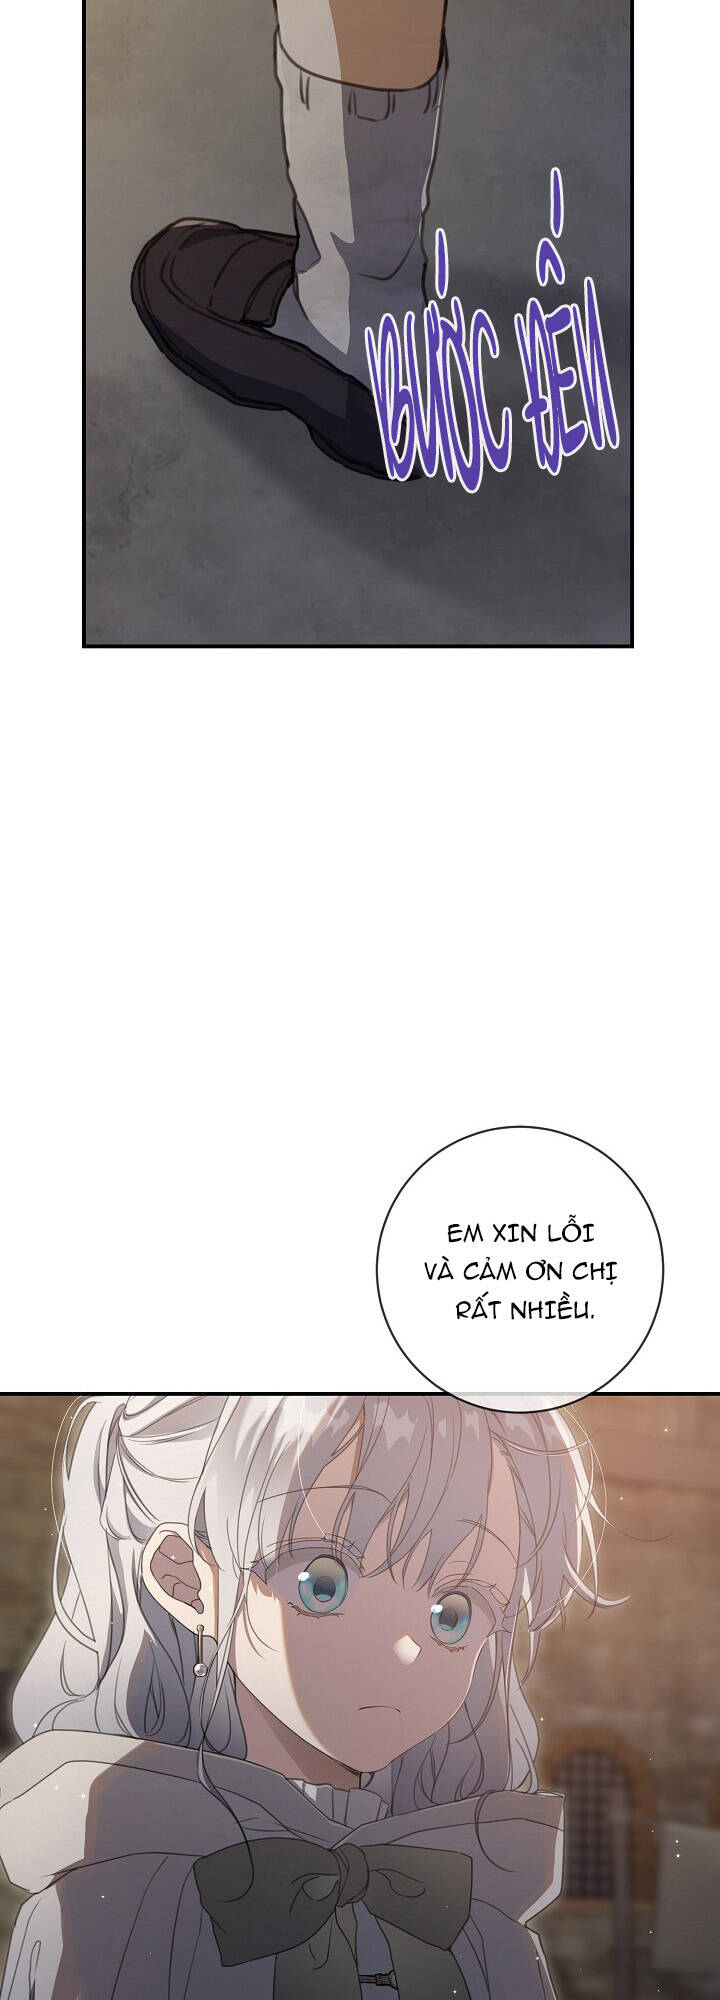 BƯỚC ĐẾN
EM XIN LỖI
VÀ CẢM ƠN CHỊ
RẤT NHIỀU.